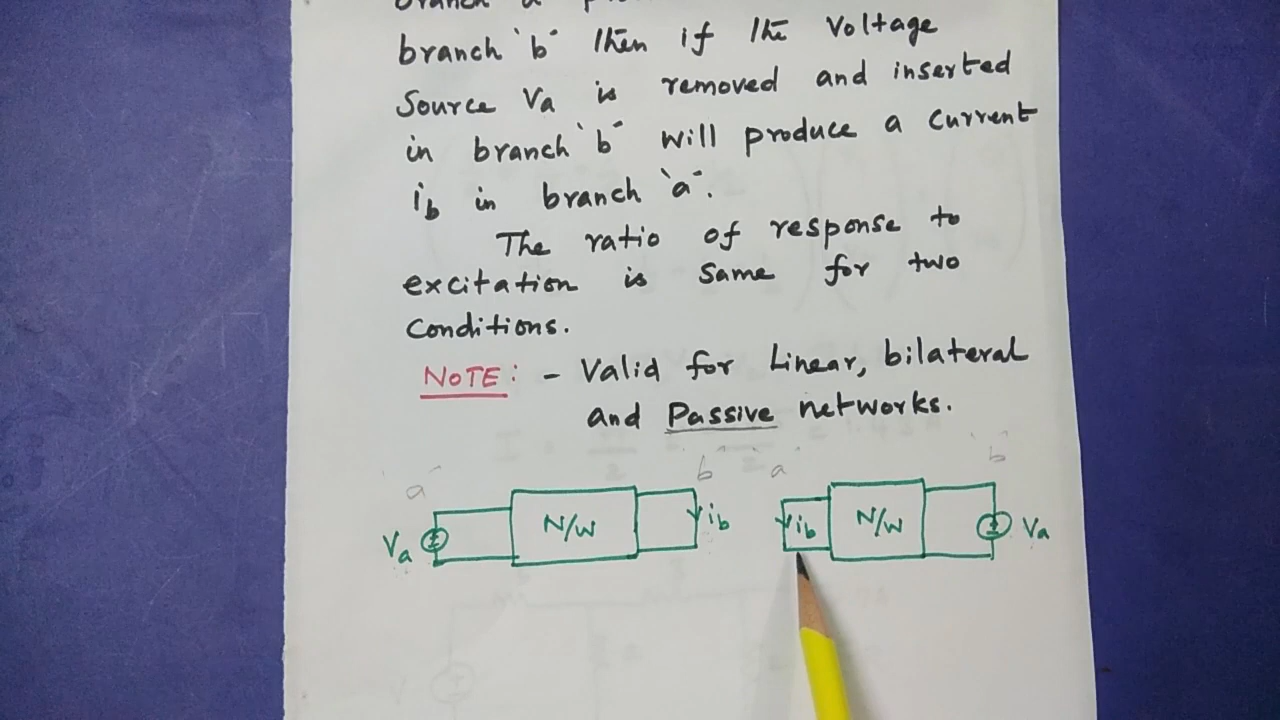 branch a
branch `b´ then if the voltage
source Va is removed and inserted
in branch `b´ will produce a current
ib in branch `a´.
The ratio of response to
excitation is same for two
conditions.
NOTE: - Valid for Linear, bilateral
and Passive networks.
a b a b
Va N/W ib ib N/W Va